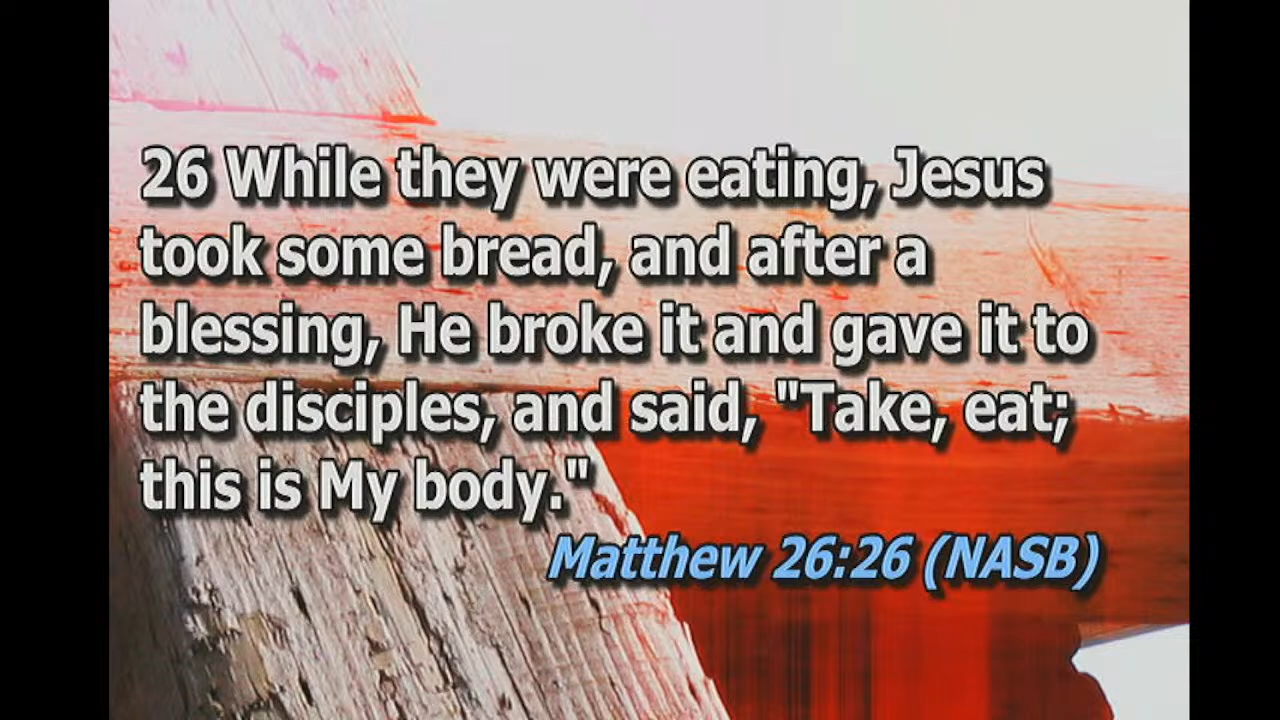 26 While they were eating, Jesus
took some bread, and after a
blessing, He broke it and gave it to
the disciples, and said, "Take, eat;
this is My body."
Matthew 26:26 (NASB)